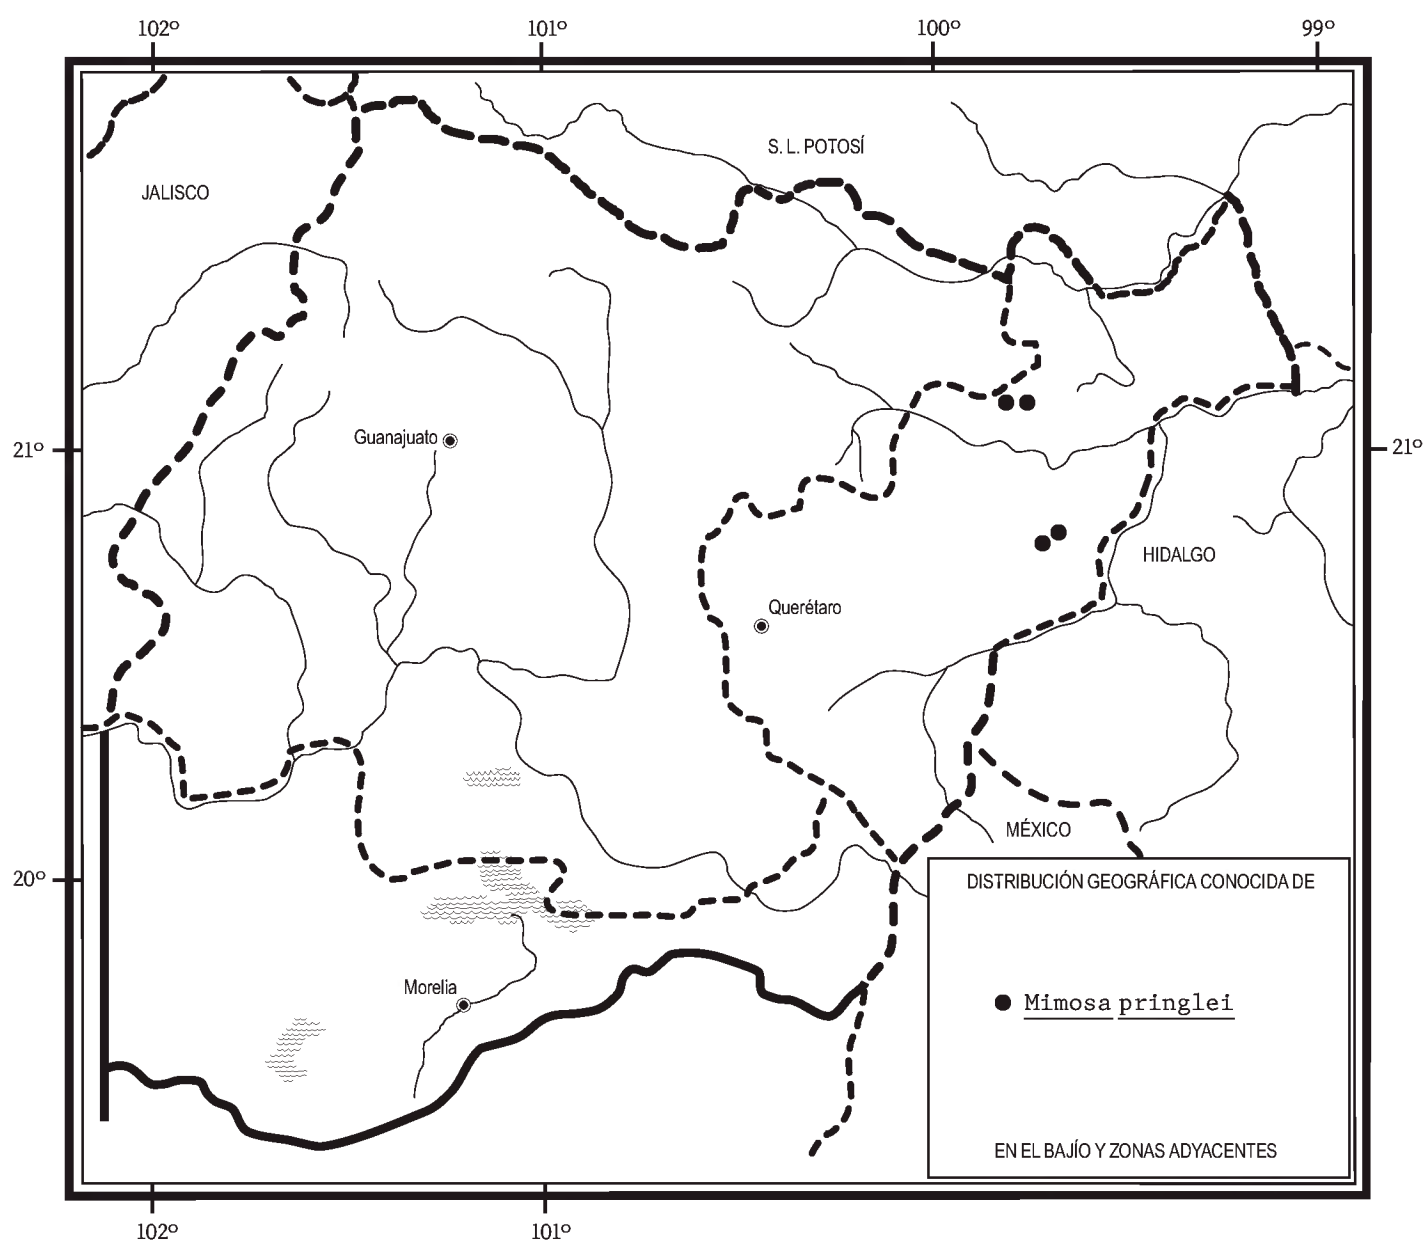 102º 101º 100º 99º
S. L. POTOSÍ
JALISCO
Guanajuato
21º 21º
HIDALGO
Querétaro
MÉXICO
20º
DISTRIBUCIÓN GEOGRÁFICA CONOCIDA DE
Morelia
Mimosa pringlei
EN EL BAJÍO Y ZONAS ADYACENTES
102º 101º